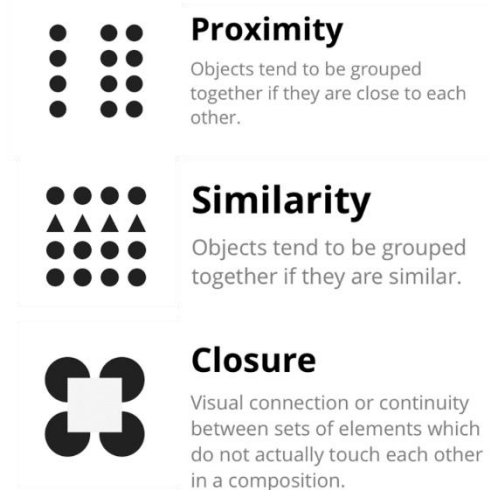 Proximity
Objects tend to be grouped
together if they are close to each
other.
Similarity
Objects tend to be grouped
together if they are similar.
Closure
Visual connection or continuity
between sets of elements which
do not actually touch each other
in a composition.